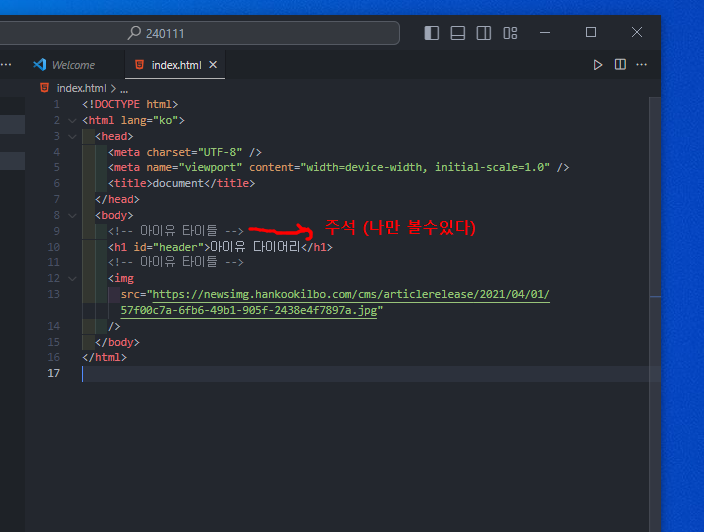 240111
... Welcome index.html
index.html > ...
1 <!DOCTYPE html>
2 <html lang="ko">
3 <head>
4 <meta charset="UTF-8" />
5 <meta name="viewport" content="width=device-width, initial-scale=1.0" />
6 <title>document</title>
7 </head>
8 <body>
9 <!-- 아이유 타이틀 --> 주석 (나만 볼수있다)
10 <h1 id="header">아이유 다이어리</h1>
11 <!-- 아이유 타이틀 -->
12 <img
13 src="https://newsimg.hankookilbo.com/cms/articlerelease/2021/04/01/
57f00c7a-6fb6-49b1-905f-2438e4f7897a.jpg"
14 />
15 </body>
16 </html>
17